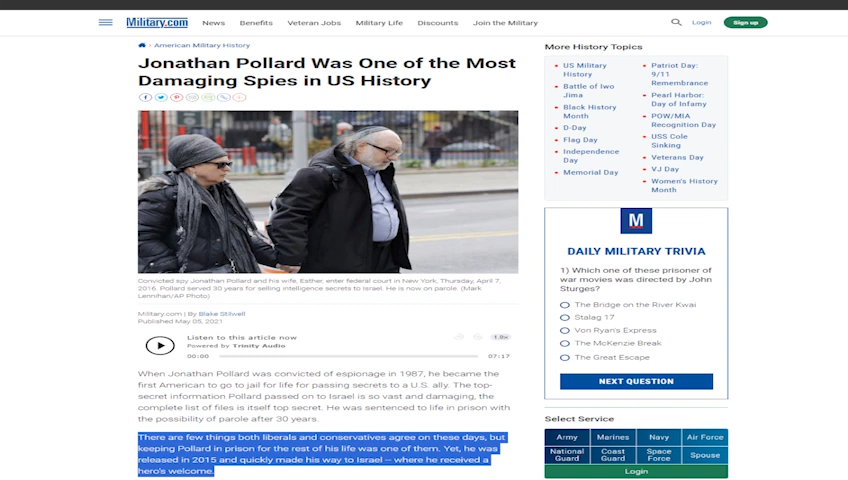 Military.com
News Benefits Veteran Jobs Military Life Discounts Join the Military
Login
Sign up
American Military History
Jonathan Pollard Was One of the Most
Damaging Spies in US History
Convicted spy Jonathan Pollard and his wife, Esther, enter federal court in New York, Thursday, April 7,
2016. Pollard served 30 years for selling intelligence secrets to Israel. He is now on parole. (Mark
Lennihan/AP Photo)
Military.com | By Blake Stilwell
Published May 05, 2021
Listen to this article now
Powered by Trinity Audio
1.0x
00:00
07:17
When Jonathan Pollard was convicted of espionage in 1987, he became the
first American to go to jail for life for passing secrets to a U.S. ally. The top-
secret information Pollard passed on to Israel is so vast and damaging, the
complete list of files is itself top secret. He was sentenced to life in prison with
the possibility of parole after 30 years.
There are few things both liberals and conservatives agree on these days, but
keeping Pollard in prison for the rest of his life was one of them. Yet, he was
released in 2015 and quickly made his way to Israel -- where he received a
hero's welcome.
More History Topics
US Military
History
Battle of Iwo
Jima
Black History
Month
D-Day
Flag Day
Independence
Day
Memorial Day
Patriot Day:
9/11
Remembrance
Pearl Harbor:
Day of Infamy
POW/MIA
Recognition Day
USS Cole
Sinking
Veterans Day
VJ Day
Women's History
Month
M
DAILY MILITARY TRIVIA
1) Which one of these prisoner of
war movies was directed by John
Sturges?
The Bridge on the River Kwai
Stalag 17
Von Ryan's Express
The McKenzie Break
The Great Escape
NEXT QUESTION
Select Service
Army Marines Navy Air Force
National
Guard
Coast
Guard
Space
Force
Spouse
Login